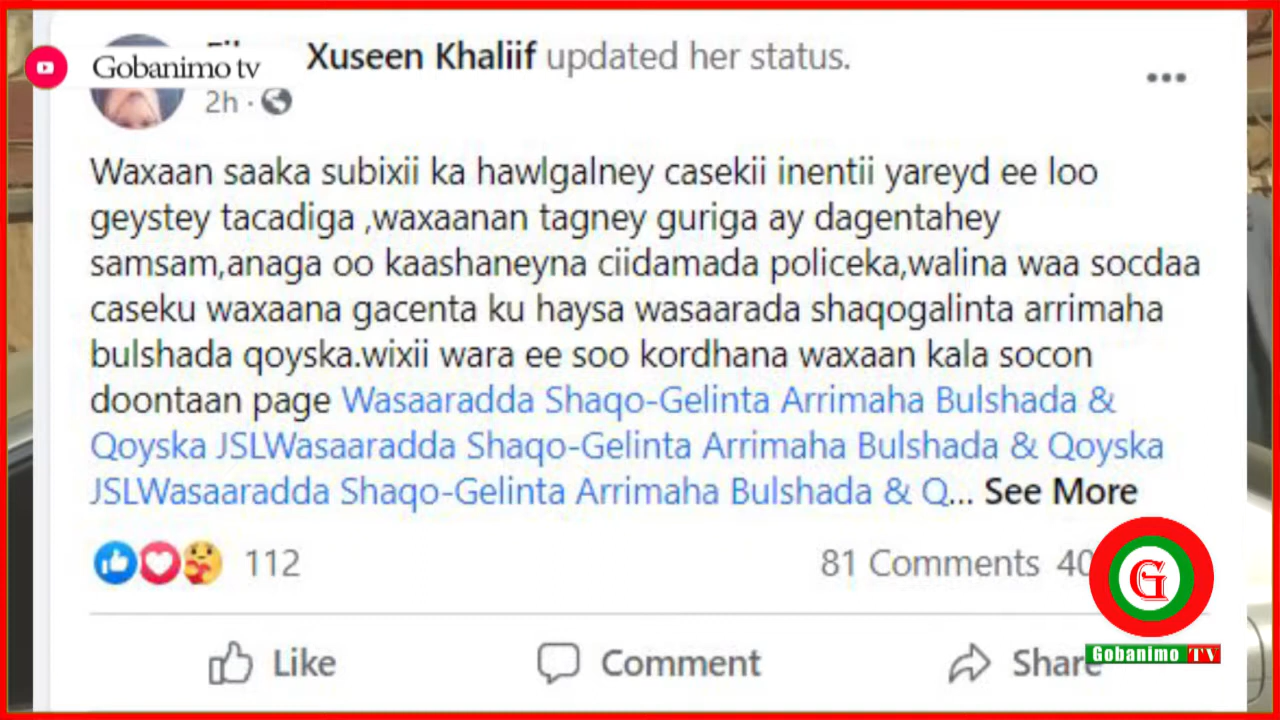 Gobanimo tv
Xuseen Khaliif updated her status.
2h ·
Waxaan saaka subixii ka hawlgalney casekii inentii yareyd ee loo
geystey tacadiga ,waxaanan tagney guriga ay dagentahey
samsam,anaga oo kaashaneyna ciidamada policeka,walina waa socdaa
caseku waxaana gacenta ku haysa wasaarada shaqogalinta arrimaha
bulshada qoyska.wixii wara ee soo kordhana waxaan kala socon
doontaan page Wasaaradda Shaqo-Gelinta Arrimaha Bulshada &
Qoyska JSLWasaaradda Shaqo-Gelinta Arrimaha Bulshada & Qoyska
JSLWasaaradda Shaqo-Gelinta Arrimaha Bulshada & Q... See More
112
81 Comments 40
G
Gobanimo TV
Like
Comment
Share